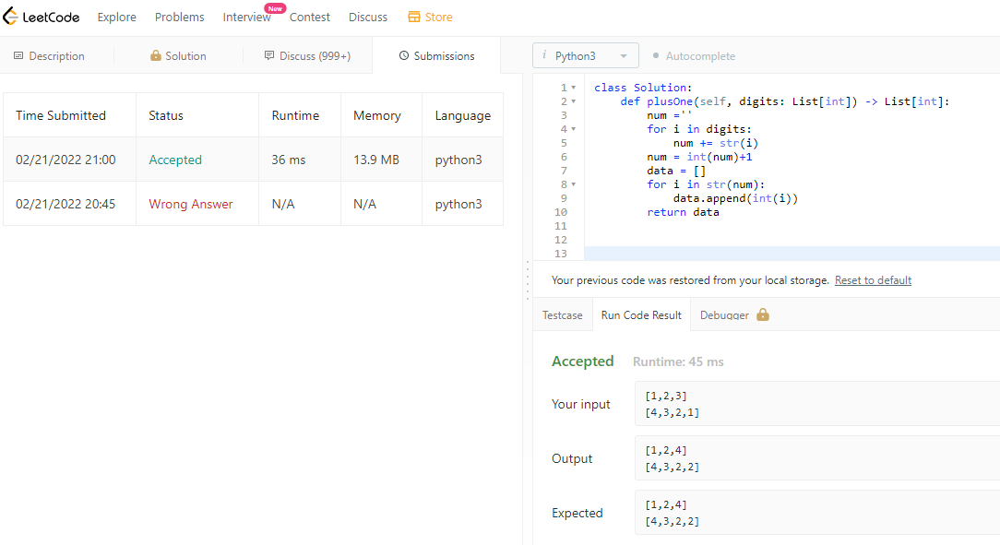 LeetCode Explore Problems Interview New Contest Discuss Store
Description Solution Discuss (999+) Submissions
Time Submitted Status Runtime Memory Language
02/21/2022 21:00 Accepted 36 ms 13.9 MB python3
02/21/2022 20:45 Wrong Answer N/A N/A python3
i Python3 Autocomplete
1 class Solution:
2 def plusOne(self, digits: List[int]) -> List[int]:
3 num =''
4 for i in digits:
5 num += str(i)
6 num = int(num)+1
7 data = []
8 for i in str(num):
9 data.append(int(i))
10 return data
11
12
13
Your previous code was restored from your local storage. Reset to default
Testcase Run Code Result Debugger
Accepted Runtime: 45 ms
Your input
[1,2,3]
[4,3,2,1]
Output
[1,2,4]
[4,3,2,2]
Expected
[1,2,4]
[4,3,2,2]